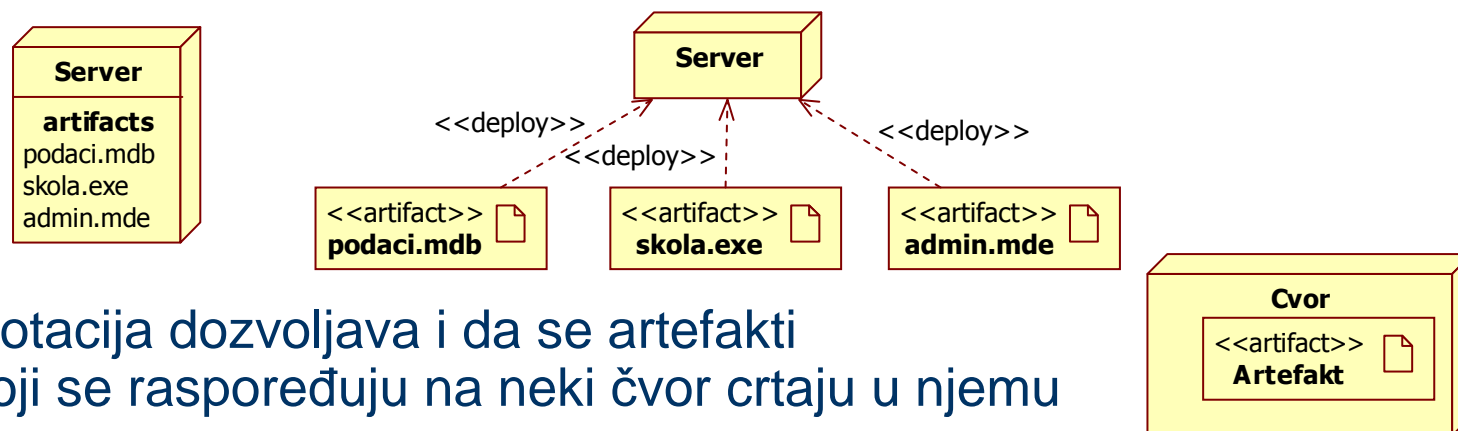 Server
artifacts
podaci.mdb
skola.exe
admin.mde
Server
<<deploy>>
<<deploy>>
<<deploy>>
<<artifact>>
podaci.mdb
<<artifact>>
skola.exe
<<artifact>>
admin.mde
otacija dozvoljava i da se artefakti
oji se raspoređuju na neki čvor crtaju u njemu
Cvor
<<artifact>>
Artefakt